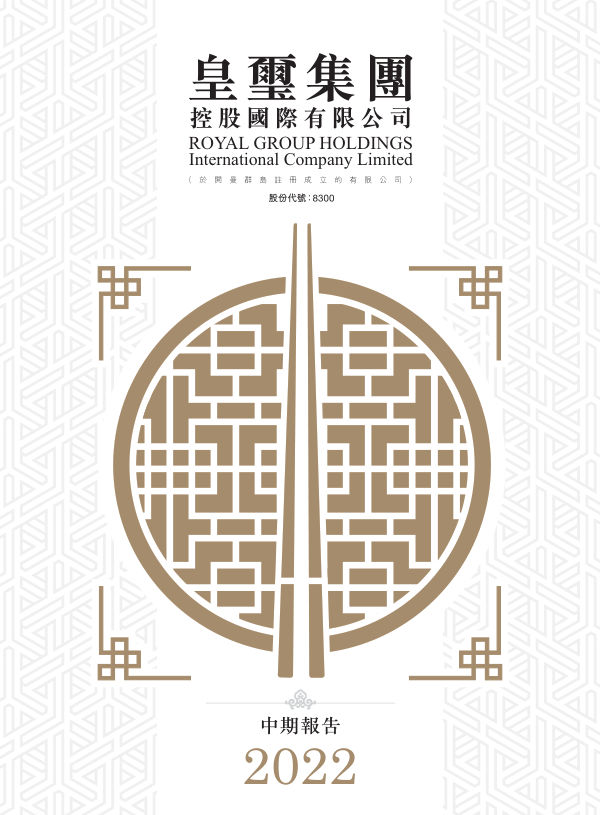 皇璽集團
控股國際有限公司
ROYAL GROUP HOLDINGS
International Company Limited
(於開曼群島註冊成立的有限公司)
股份代號：8300
中期報告
2022